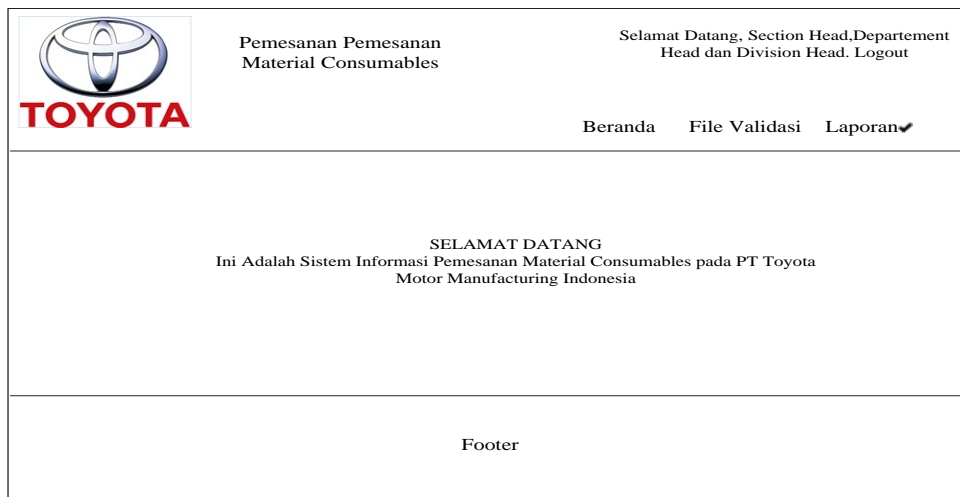 TOYOTA
Pemesanan Pemesanan
Material Consumables
Selamat Datang, Section Head,Departement
Head dan Division Head. Logout
Beranda File Validasi Laporan
SELAMAT DATANG
Ini Adalah Sistem Informasi Pemesanan Material Consumables pada PT Toyota
Motor Manufacturing Indonesia
Footer